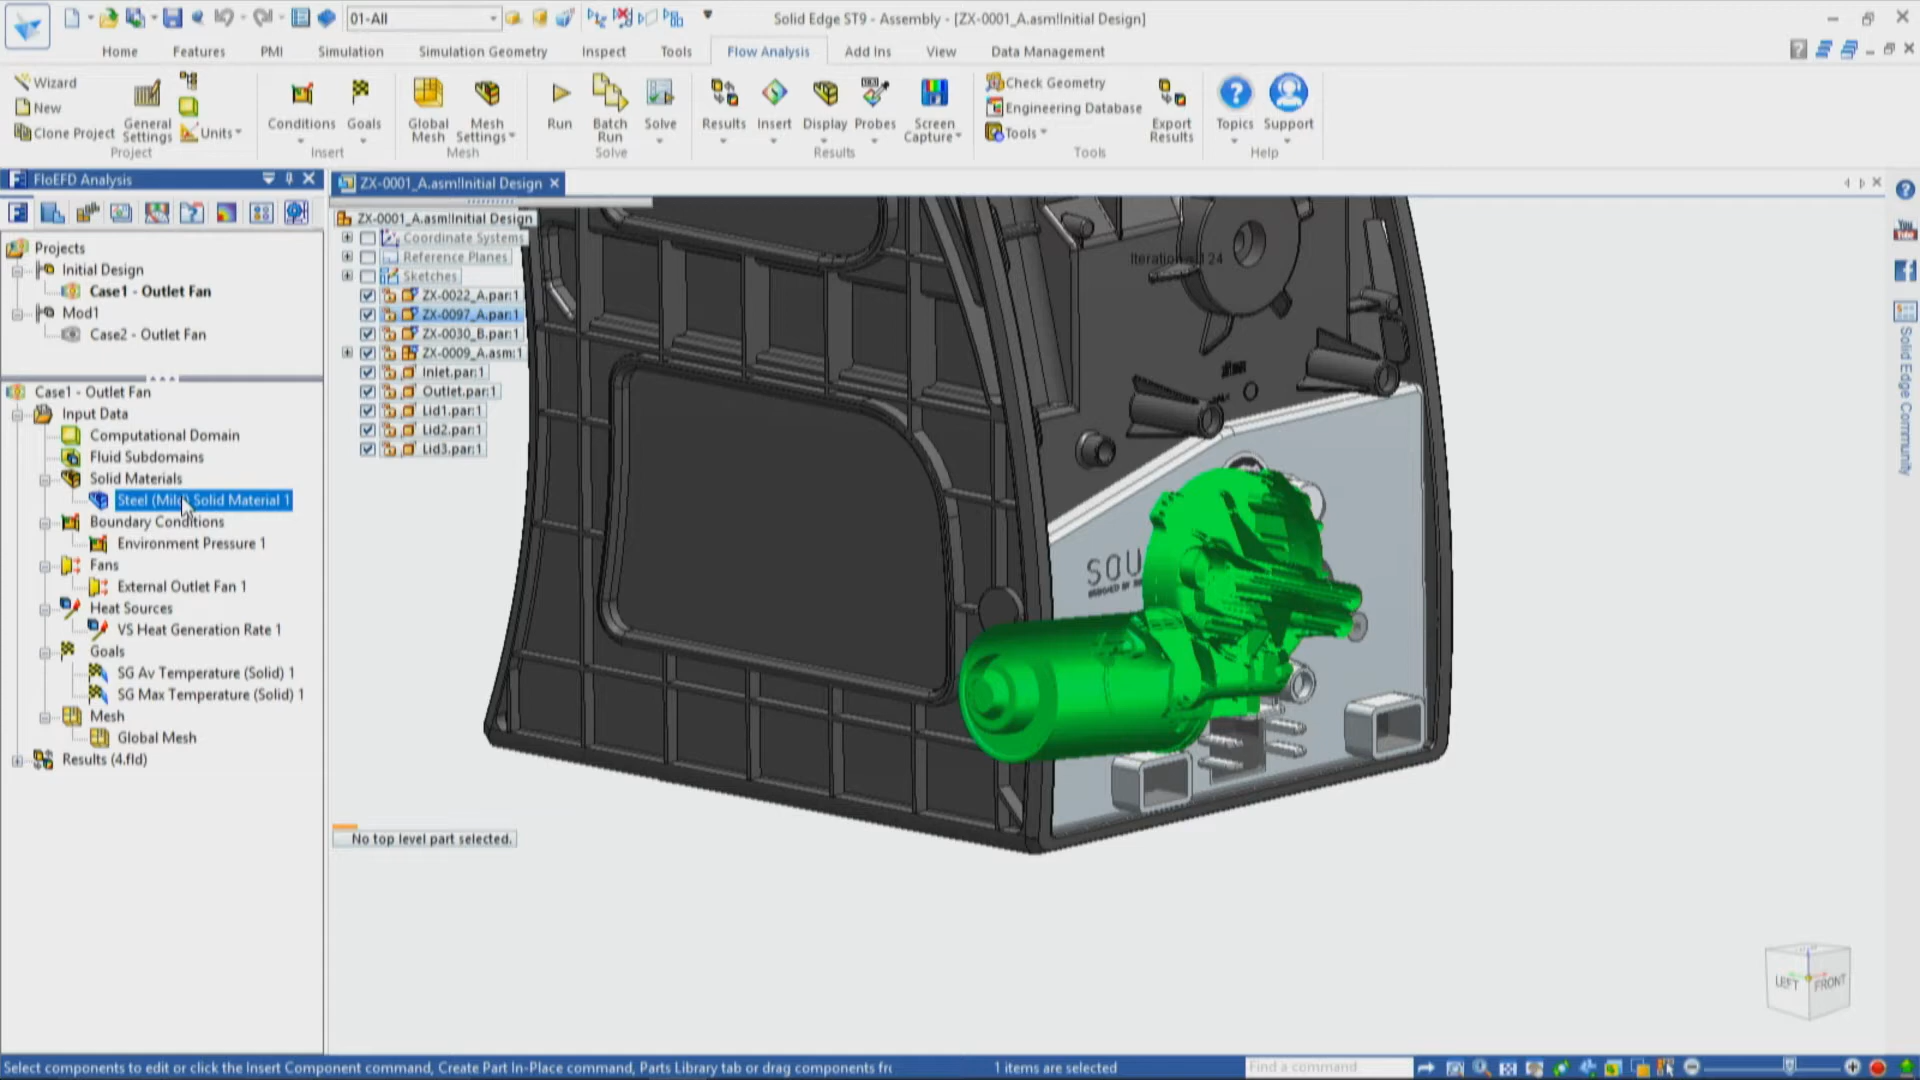 01-All
Solid Edge ST9 - Assembly - [ZX-0001_A.asm!Initial Design]
Home
Features
PMI
Simulation
Simulation Geometry
Inspect
Tools
Flow Analysis
Add Ins
View
Data Management
Wizard
New
Clone Project
General Settings
Units
Project
Conditions
Goals
Insert
Global Mesh
Mesh Settings
Mesh
Run
Batch Run
Solve
Solve
Results
Insert
Display
Probes
Screen Capture
Results
Check Geometry
Engineering Database
Tools
Export Results
Tools
Topics
Support
Help
FloEFD Analysis
ZX-0001_A.asm!Initial Design
Projects
Initial Design
Case1 - Outlet Fan
Mod1
Case2 - Outlet Fan
Case1 - Outlet Fan
Input Data
Computational Domain
Fluid Subdomains
Solid Materials
Steel (Mild) Solid Material 1
Boundary Conditions
Environment Pressure 1
Fans
External Outlet Fan 1
Heat Sources
VS Heat Generation Rate 1
Goals
SG Av Temperature (Solid) 1
SG Max Temperature (Solid) 1
Mesh
Global Mesh
Results (4.fld)
ZX-0001_A.asm!Initial Design
Coordinate Systems
Reference Planes
Sketches
ZX-0022_A.par:1
ZX-0097_A.par:1
ZX-0030_B.par:1
ZX-0009_A.asm:1
Inlet.par:1
Outlet.par:1
Lid1.par:1
Lid2.par:1
Lid3.par:1
SOU
No top level part selected.
LEFT
FRONT
You Tube
Solid Edge Community
Select components to edit or click the Insert Component command, Create Part In-Place command, Parts Library tab or drag components fr
1 items are selected
Find a command